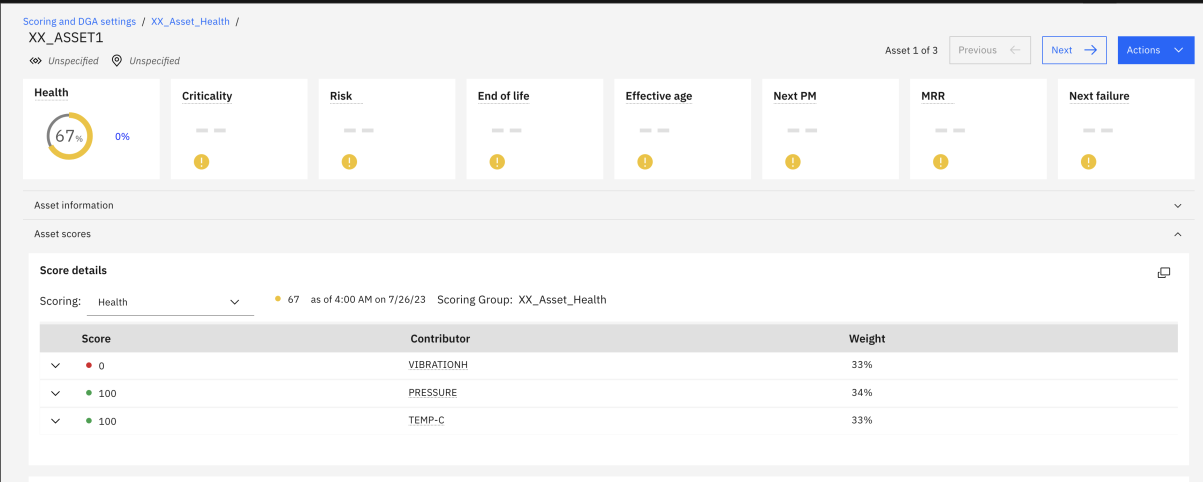 Scoring and DGA settings / XX_Asset_Health /
XX_ASSET1
Unspecified Unspecified
Asset 1 of 3 Previous Next Actions
Health Criticality Risk End of life Effective age Next PM MRR Next failure
67% 0%
Asset information
Asset scores
Score details
Scoring: Health 67 as of 4:00 AM on 7/26/23 Scoring Group: XX_Asset_Health
Score Contributor Weight
0 VIBRATIONH 33%
100 PRESSURE 34%
100 TEMP-C 33%